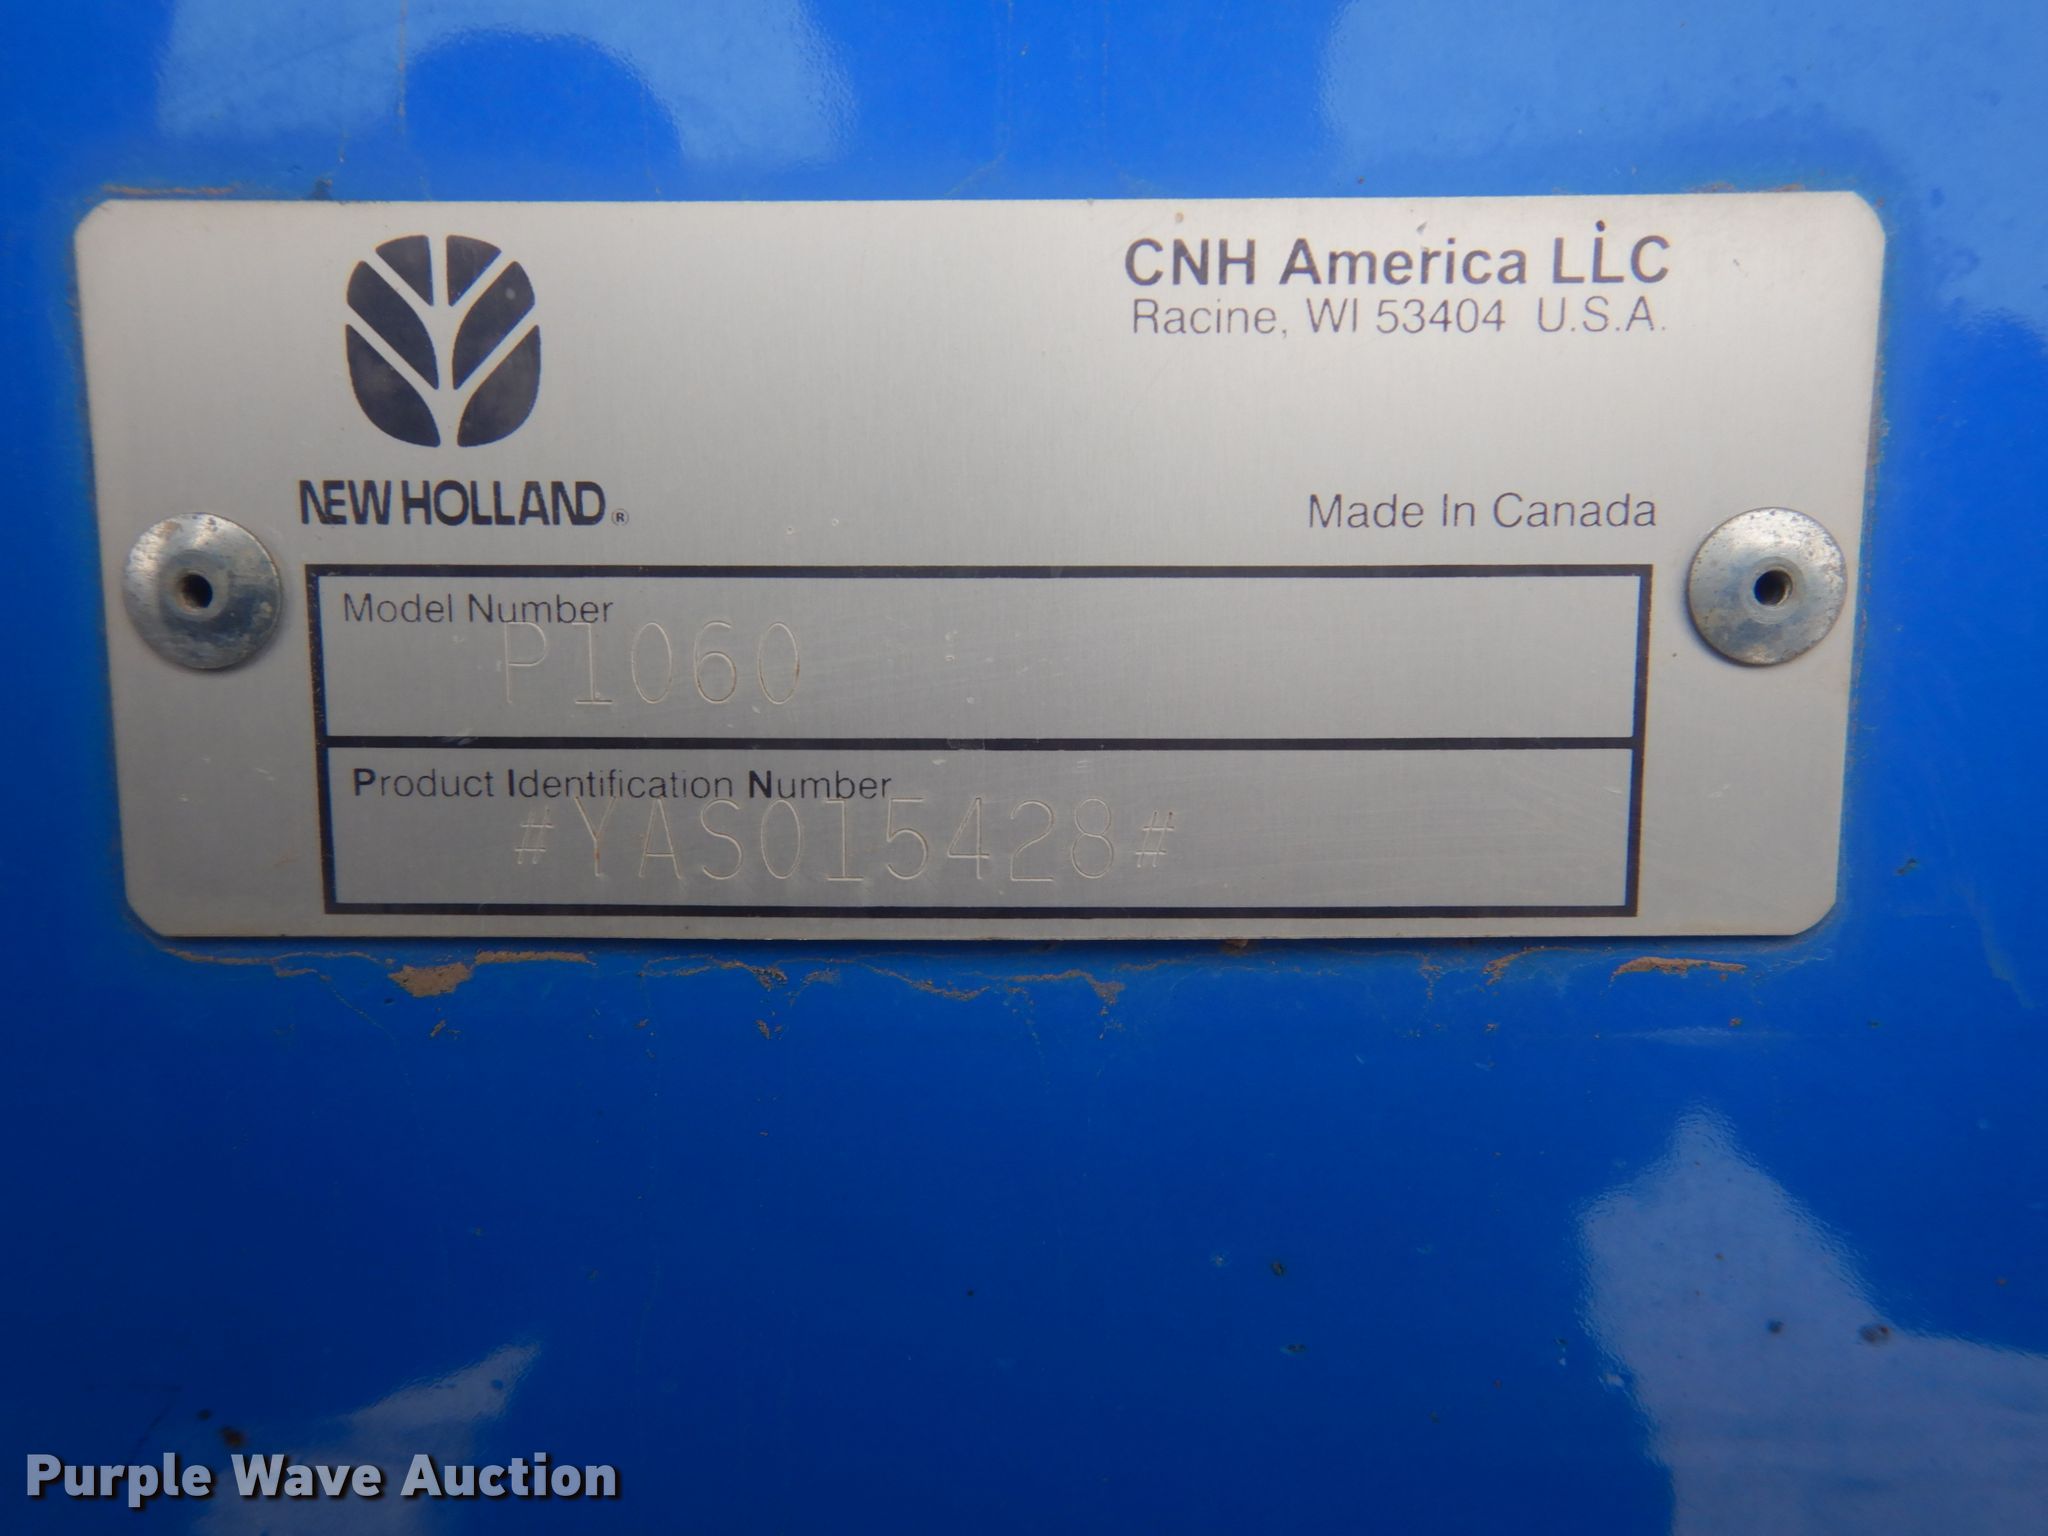 CNH America LLC
Racine, WI 53404 U.S.A.
NEW HOLLAND®
Made In Canada
Model Number
P1060
Product Identification Number
#YAS015428#
Purple Wave Auction